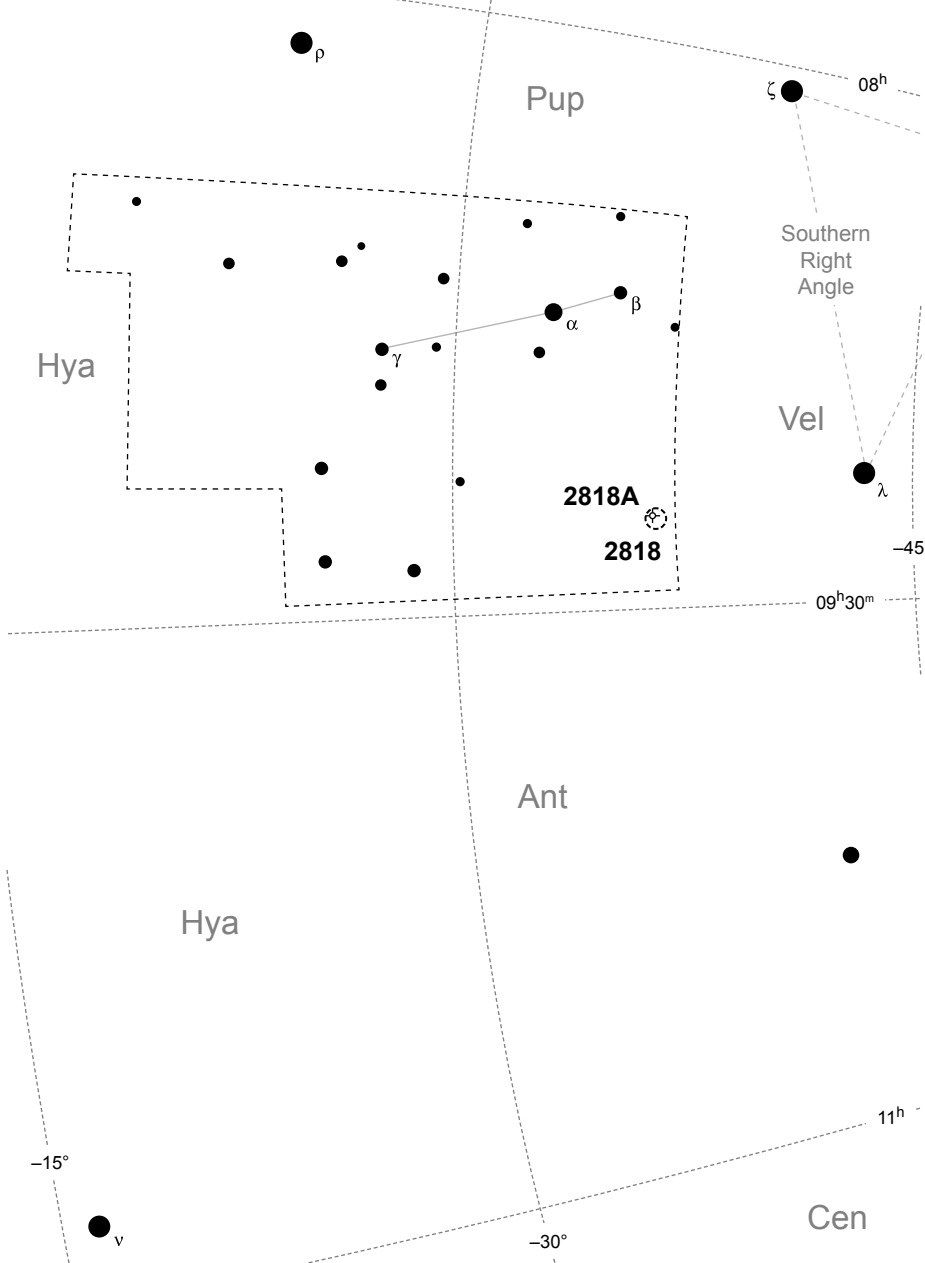 ρ
Pup
ζ
08h
Southern
Right
Angle
β
α
γ
Hya
Vel
λ
2818A
2818
–45
09h30m
Ant
Hya
11h
–15°
Cen
ν
–30°